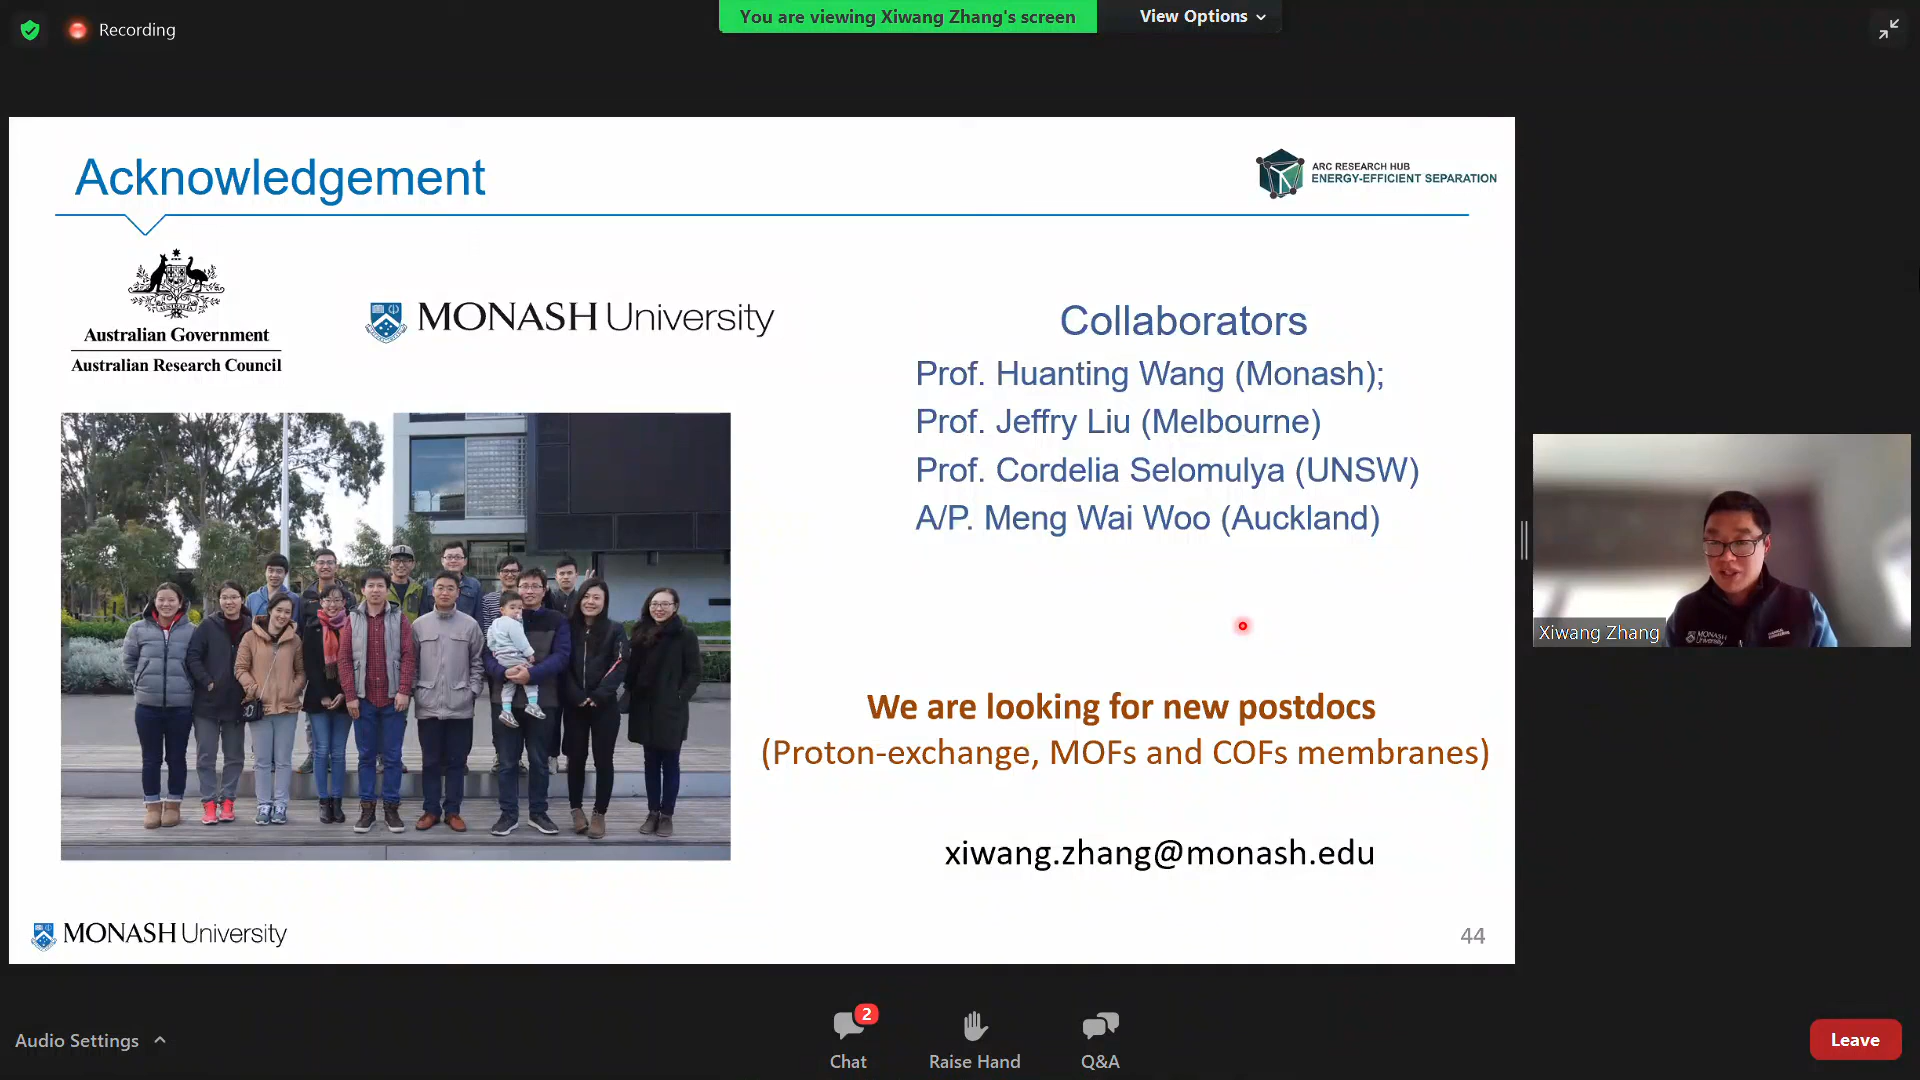 Recording
You are viewing Xiwang Zhang's screen
View Options
Acknowledgement
ARC RESEARCH HUB
ENERGY-EFFICIENT SEPARATION
Australian Government
Australian Research Council
MONASH University
Collaborators
Prof. Huanting Wang (Monash);
Prof. Jeffry Liu (Melbourne)
Prof. Cordelia Selomulya (UNSW)
A/P. Meng Wai Woo (Auckland)
We are looking for new postdocs
(Proton-exchange, MOFs and COFs membranes)
xiwang.zhang@monash.edu
MONASH University
44
Xiwang Zhang
MONASH
University
Audio Settings
2
Chat
Raise Hand
Q&A
Leave